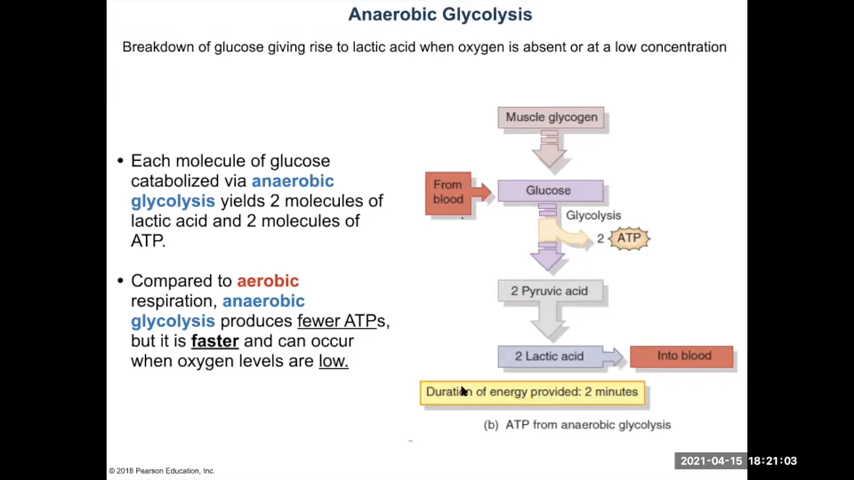 Anaerobic Glycolysis
Breakdown of glucose giving rise to lactic acid when oxygen is absent or at a low concentration
• Each molecule of glucose
catabolized via anaerobic
glycolysis yields 2 molecules of
lactic acid and 2 molecules of
ATP.
• Compared to aerobic
respiration, anaerobic
glycolysis produces fewer ATPs,
but it is faster and can occur
when oxygen levels are low.
Muscle glycogen
From
blood
Glucose
Glycolysis
2 ATP
2 Pyruvic acid
2 Lactic acid
Into blood
Duration of energy provided: 2 minutes
(b) ATP from anaerobic glycolysis
2021-04-15 18:21:03
© 2018 Pearson Education, Inc.